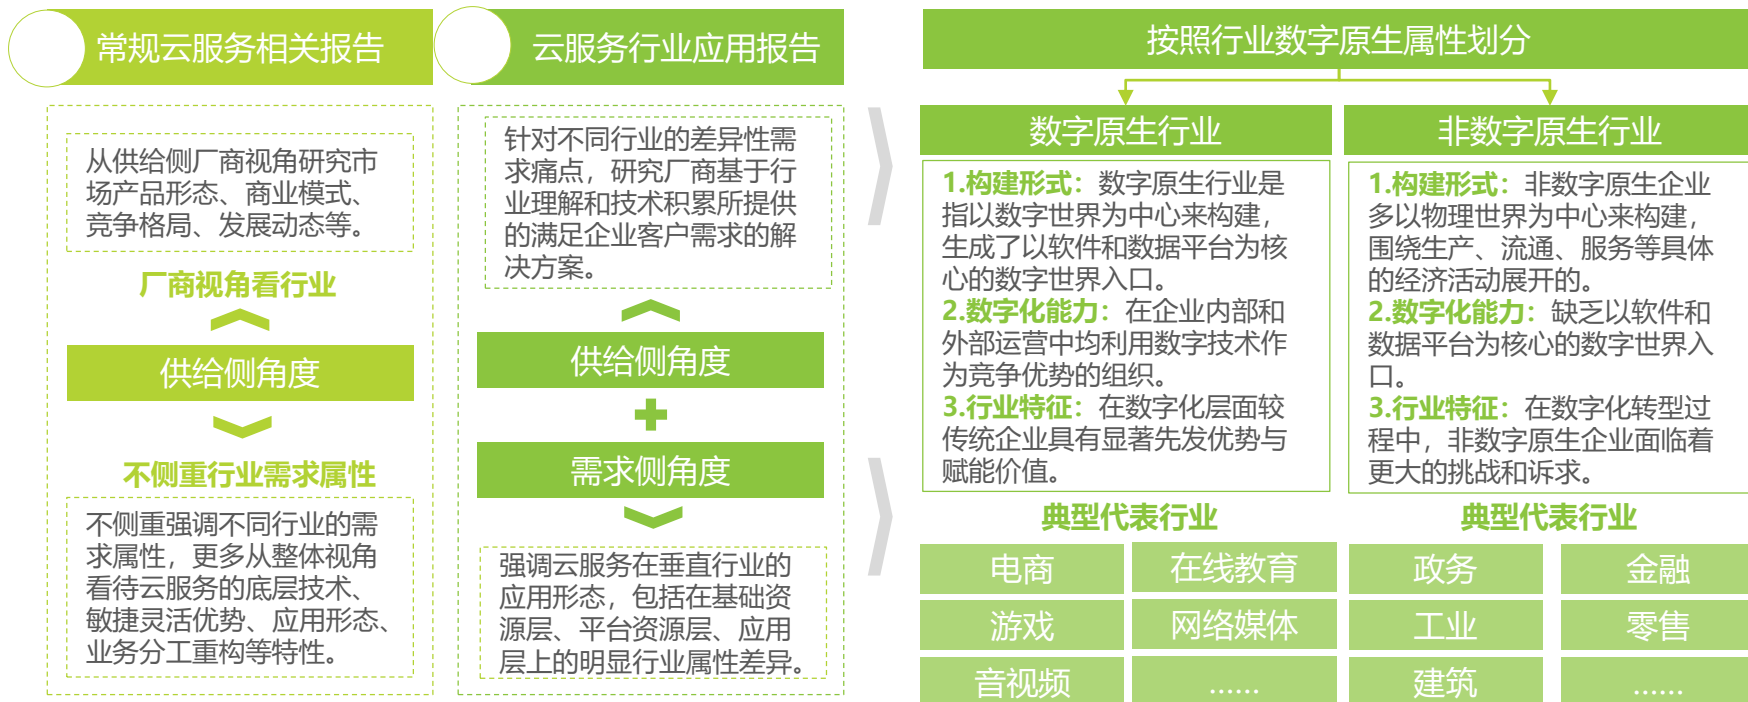 常规云服务相关报告
从供给侧厂商视角研究市
场产品形态、商业模式、
竞争格局、发展动态等。
厂商视角看行业
供给侧角度
不侧重行业需求属性
不侧重强调不同行业的需
求属性，更多从整体视角
看待云服务的底层技术、
敏捷灵活优势、应用形态、
业务分工重构等特性。
云服务行业应用报告
针对不同行业的差异性需
求痛点，研究厂商基于行
业理解和技术积累所提供
的满足企业客户需求的解
决方案。
供给侧角度
需求侧角度
强调云服务在垂直行业的
应用形态，包括在基础资
源层、平台资源层、应用
层上的明显行业属性差异。
按照行业数字原生属性划分
数字原生行业
1.构建形式：数字原生行业是
指以数字世界为中心来构建，
生成了以软件和数据平台为核
心的数字世界入口。
2.数字化能力：在企业内部和
外部运营中均利用数字技术作
为竞争优势的组织。
3.行业特征：在数字化层面较
传统企业具有显著先发优势与
赋能价值。
典型代表行业
电商
在线教育
游戏
网络媒体
音视频
......
非数字原生行业
1.构建形式：非数字原生企业
多以物理世界为中心来构建，
围绕生产、流通、服务等具体
的经济活动展开的。
2.数字化能力：缺乏以软件和
数据平台为核心的数字世界入
口。
3.行业特征：在数字化转型过
程中，非数字原生企业面临着
更大的挑战和诉求。
典型代表行业
政务
金融
工业
零售
建筑
......